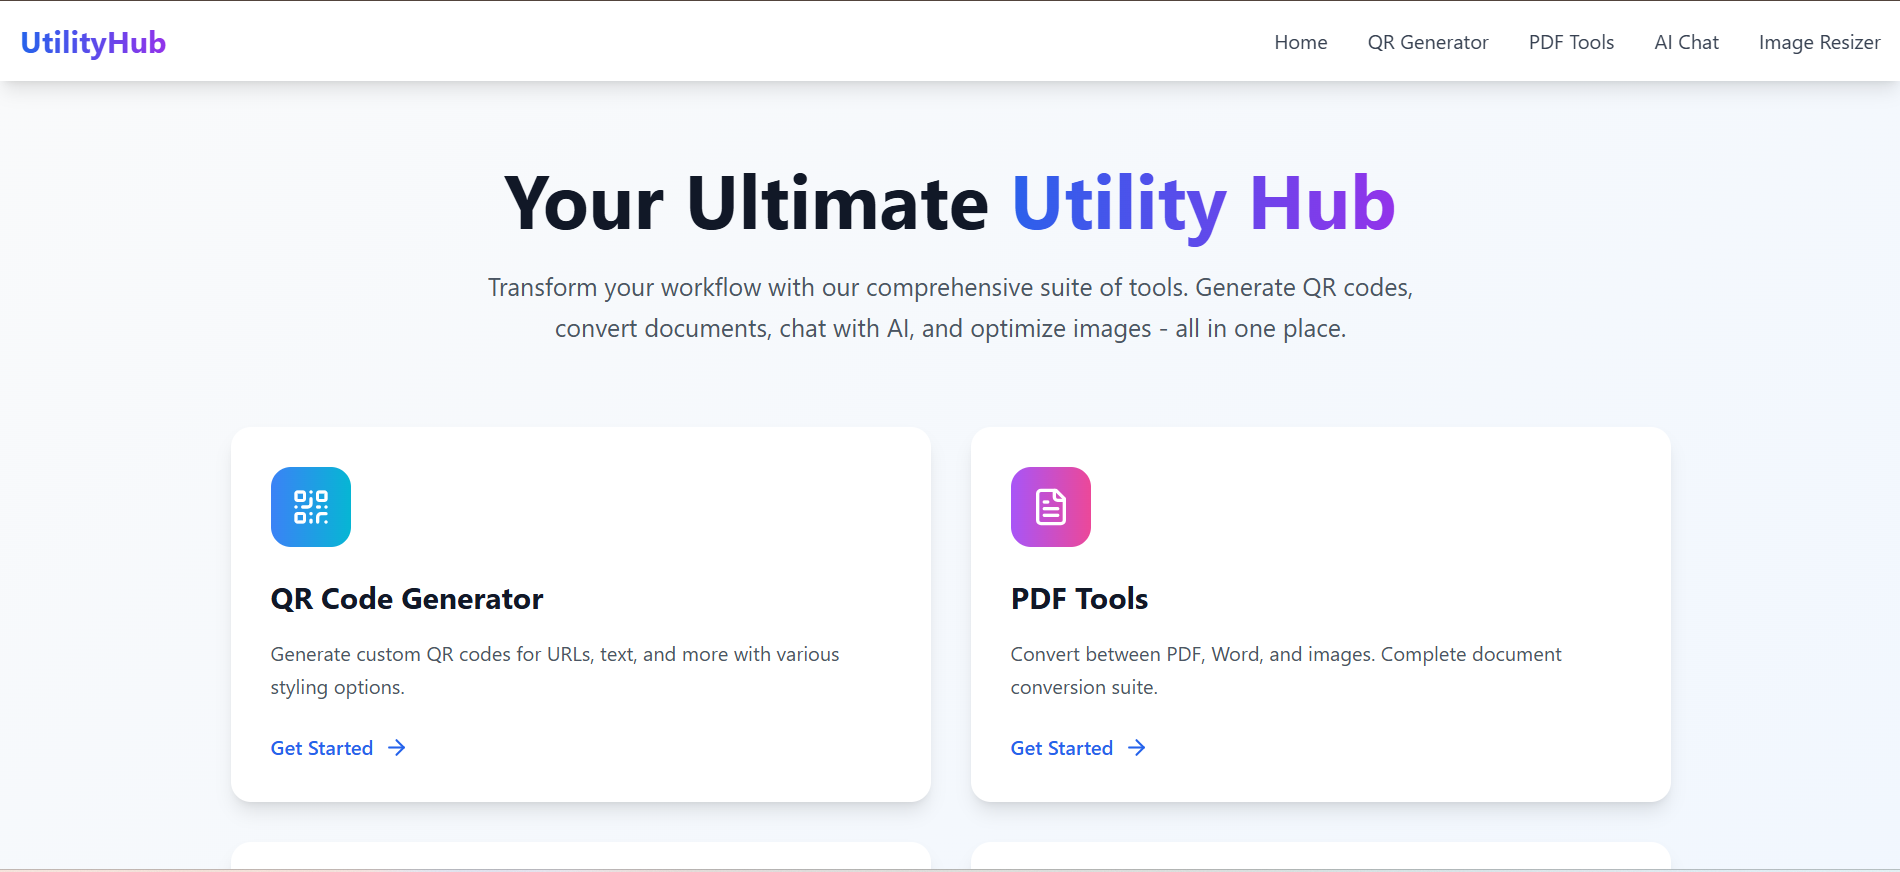 UtilityHub
Home
QR Generator
PDF Tools
AI Chat
Image Resizer
Your Ultimate Utility Hub
Transform your workflow with our comprehensive suite of tools. Generate QR codes,
convert documents, chat with AI, and optimize images - all in one place.
QR Code Generator
Generate custom QR codes for URLs, text, and more with various
styling options.
Get Started
PDF Tools
Convert between PDF, Word, and images. Complete document
conversion suite.
Get Started